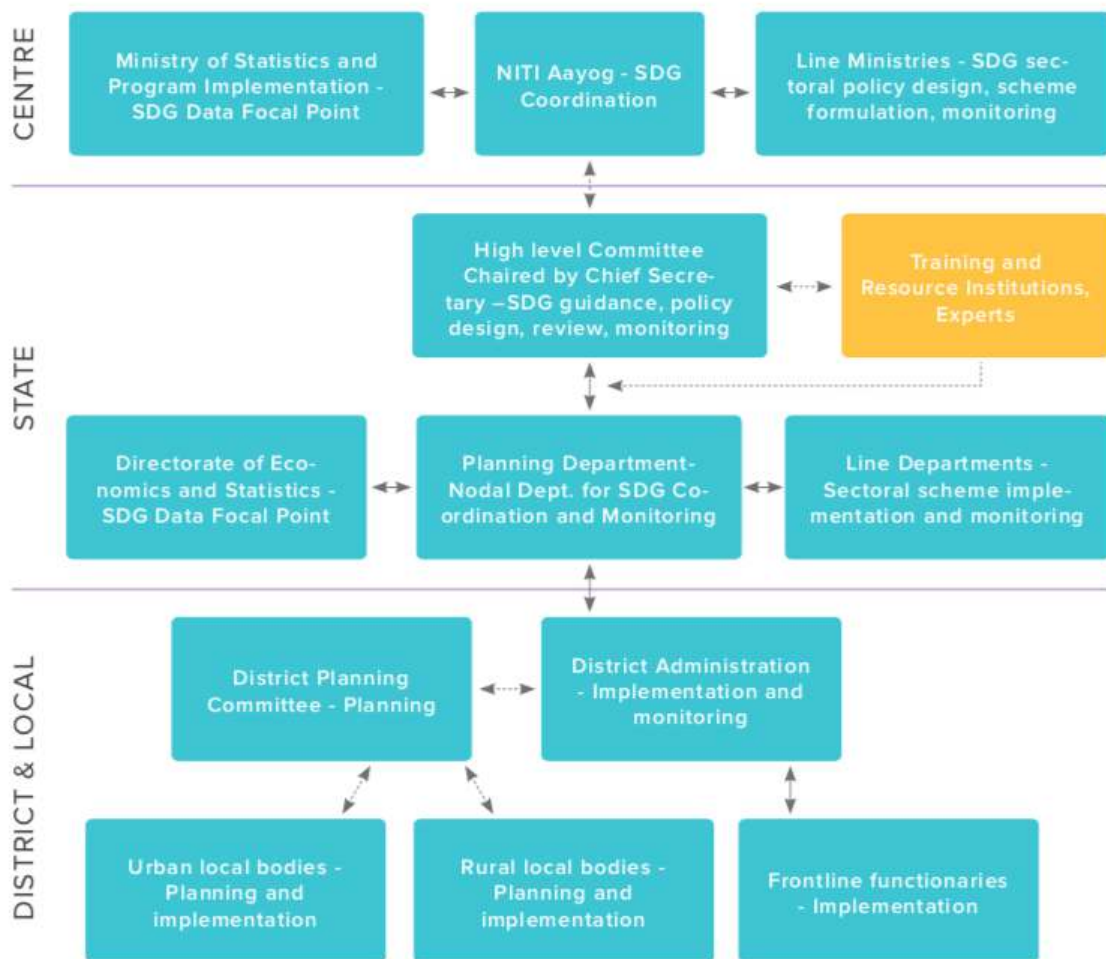 CENTRE
Ministry of Statistics and
Program Implementation -
SDG Data Focal Point
NITI Aayog - SDG
Coordination
Line Ministries - SDG sec-
toral policy design, scheme
formulation, monitoring
STATE
High level Committee
Chaired by Chief Secre-
tary –SDG guidance, policy
design, review, monitoring
Training and
Resource Institutions,
Experts
Directorate of Eco-
nomics and Statistics -
SDG Data Focal Point
Planning Department-
Nodal Dept. for SDG Co-
ordination and Monitoring
Line Departments -
Sectoral scheme imple-
mentation and monitoring
DISTRICT & LOCAL
District Planning
Committee - Planning
District Administration
- Implementation and
monitoring
Urban local bodies -
Planning and
implementation
Rural local bodies -
Planning and
implementation
Frontline functionaries
- Implementation